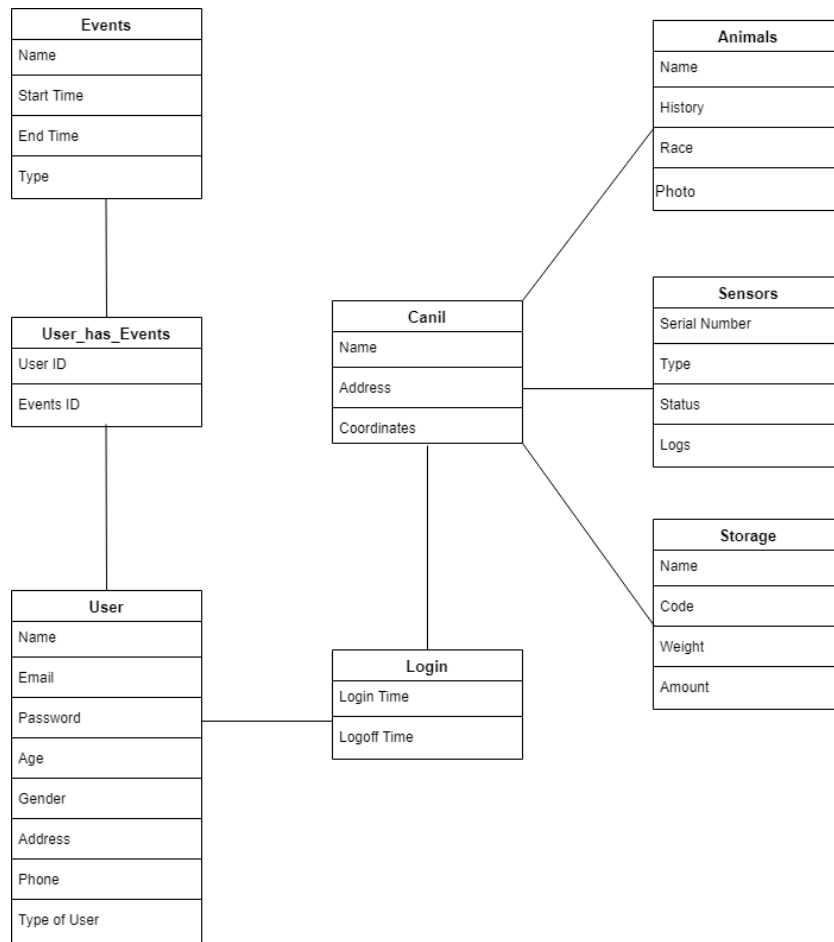 Events
Name
Start Time
End Time
Type
User_has_Events
User ID
Events ID
User
Name
Email
Password
Age
Gender
Address
Phone
Type of User
Canil
Name
Address
Coordinates
Login
Login Time
Logoff Time
Animals
Name
History
Race
Photo
Sensors
Serial Number
Type
Status
Logs
Storage
Name
Code
Weight
Amount